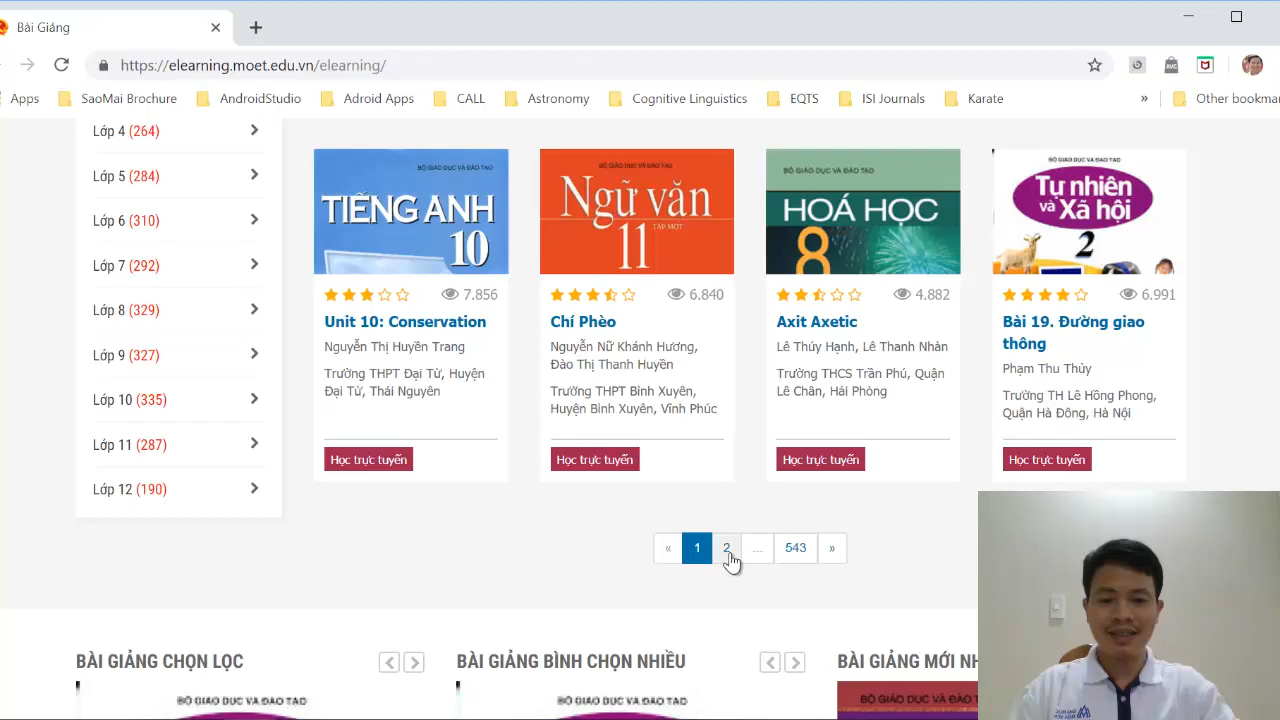 Bài Giảng
https://elearning.moet.edu.vn/elearning/
Apps
SaoMai Brochure
AndroidStudio
Adroid Apps
CALL
Astronomy
Cognitive Linguistics
EQTS
ISI Journals
Karate
»
Other bookmar
Lớp 4 (264)
Lớp 5 (284)
Lớp 6 (310)
Lớp 7 (292)
Lớp 8 (329)
Lớp 9 (327)
Lớp 10 (335)
Lớp 11 (287)
Lớp 12 (190)
BỘ GIÁO DỤC VÀ ĐÀO TẠO
TIẾNG ANH
10
7.856
Unit 10: Conservation
Nguyễn Thị Huyền Trang
Trường THPT Đại Từ, Huyện
Đại Từ, Thái Nguyên
Học trực tuyến
BỘ GIÁO DỤC VÀ ĐÀO TẠO
Ngữ văn
11
TẬP MỘT
6.840
Chí Phèo
Nguyễn Nữ Khánh Hương,
Đào Thị Thanh Huyền
Trường THPT Bình Xuyên,
Huyện Bình Xuyên, Vĩnh Phúc
Học trực tuyến
BỘ GIÁO DỤC VÀ ĐÀO TẠO
HOÁ HỌC
8
4.882
Axit Axetic
Lê Thúy Hạnh, Lê Thanh Nhàn
Trường THCS Trần Phú, Quận
Lê Chân, Hải Phòng
Học trực tuyến
BỘ GIÁO DỤC VÀ ĐÀO TẠO
Tự nhiên
và Xã hội
2
6.991
Bài 19. Đường giao
thông
Phạm Thu Thủy
Trường TH Lê Hồng Phong,
Quận Hà Đông, Hà Nội
Học trực tuyến
« 1 2 ... 543 »
BÀI GIẢNG CHỌN LỌC
BÀI GIẢNG BÌNH CHỌN NHIỀU
BÀI GIẢNG MỚI NH
BỘ GIÁO DỤC VÀ ĐÀO TẠO
BỘ GIÁO DỤC VÀ ĐÀO TẠO
BỘ GIÁO DỤC VÀ ĐÀO TẠO